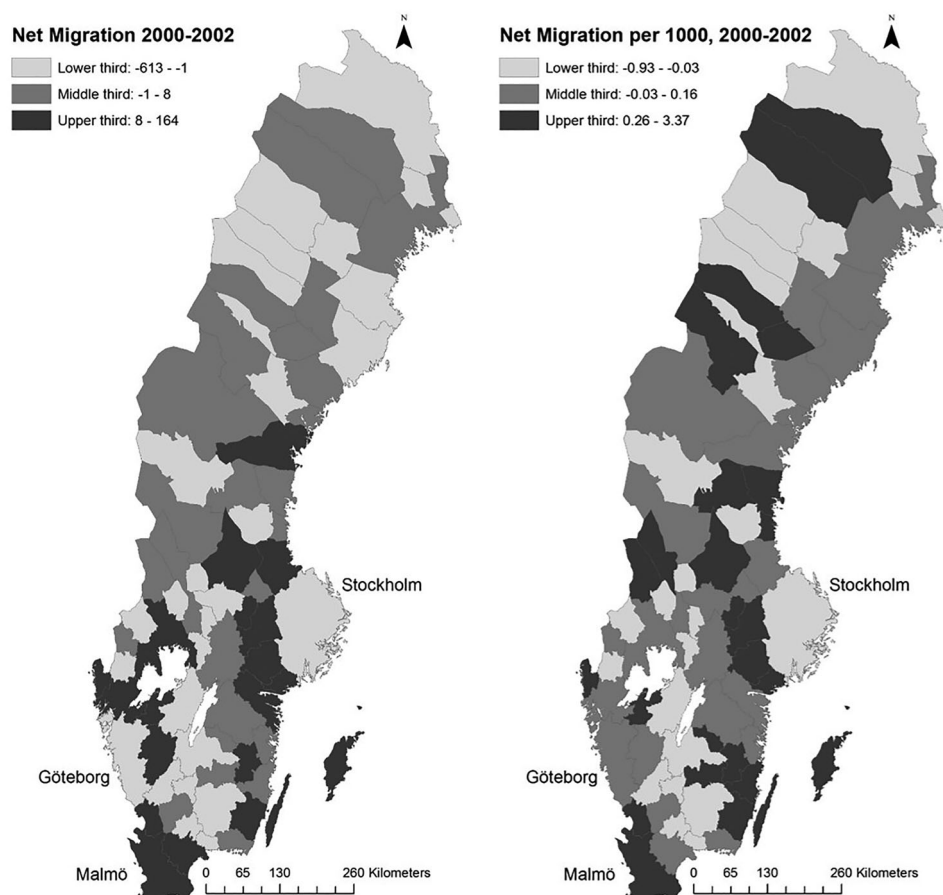 Net Migration 2000-2002
Lower third: -613 - -1
Middle third: -1 - 8
Upper third: 8 - 164
N
Stockholm
Göteborg
Malmö
0 65 130 260 Kilometers
Net Migration per 1000, 2000-2002
Lower third: -0.93 - -0.03
Middle third: -0.03 - 0.16
Upper third: 0.26 - 3.37
N
Stockholm
Göteborg
Malmö
0 65 130 260 Kilometers